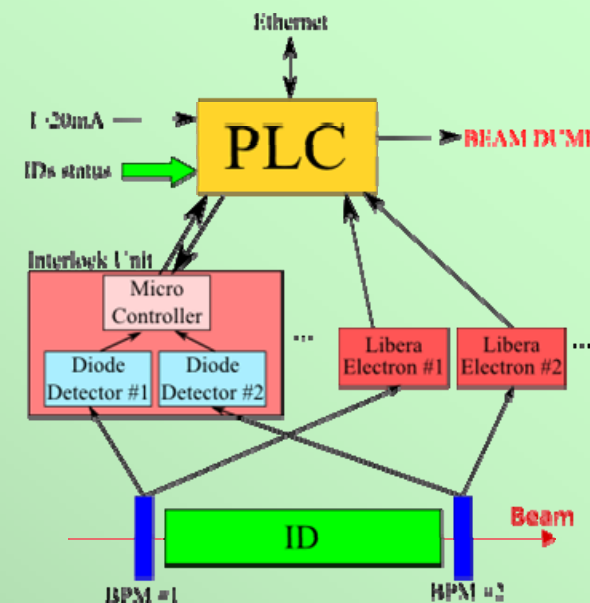 Ethernet
I >20mA
PLC
BEAM DUMP
IDs status
Interlock Unit
Micro
Controller
...
Libera
Electron #1
Libera
Electron #2
...
Diode
Detector #1
Diode
Detector #2
Beam
ID
BPM #1
BPM #2